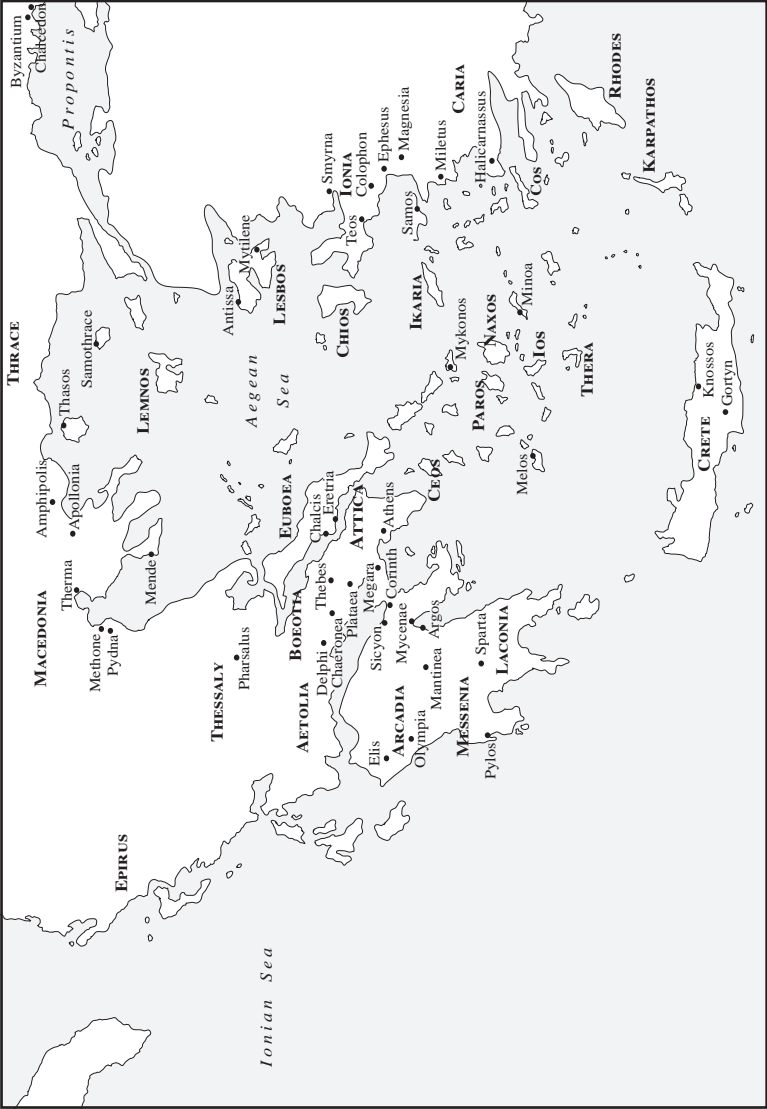 Byzantium
Chalcedon
Propontis
THRACE
MACEDONIA
Amphipolis
Apollonia
Therma
Methone
Pydna
Mende
Thasos
Samothrace
LEMNOS
EPIRUS
THESSALY
Pharsalus
Aegean
Sea
Antissa
Mytilene
LESBOS
Ionian Sea
AETOLIA
BOEOTIA
EUBOEA
Chalcis
Eretria
Delphi
Chaeronea
Thebes
Plataea
ATTICA
Athens
Megara
Corinth
Sicyon
CHIOS
Smyrna
IONIA
Colophon
Teos
Ephesus
Magnesia
Samos
Miletus
CARIA
Halicarnassus
Elis
ARCADIA
Olympia
Mycenae
Argos
Mantinea
MESSENIA
Pylos
Sparta
LACONIA
CEOS
IKARIA
Mykonos
PAROS
NAXOS
Minoa
IOS
Melos
THERA
COS
RHODES
KARPATHOS
CRETE
Knossos
Gortyn